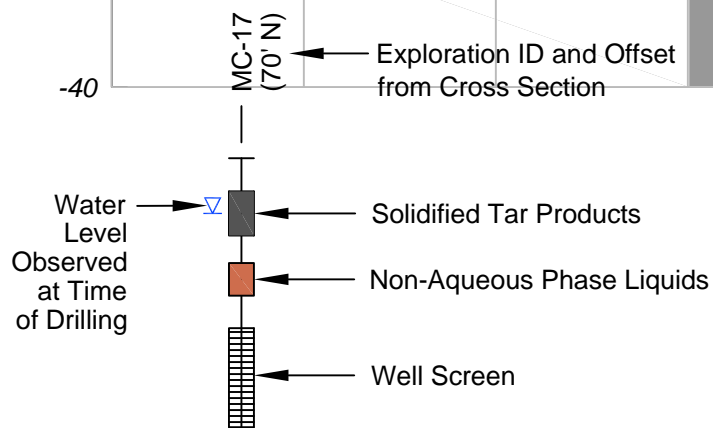 MC-17
(70' N)
Exploration ID and Offset
from Cross Section
-40
Water
Level
Observed
at Time
of Drilling
Solidified Tar Products
Non-Aqueous Phase Liquids
Well Screen